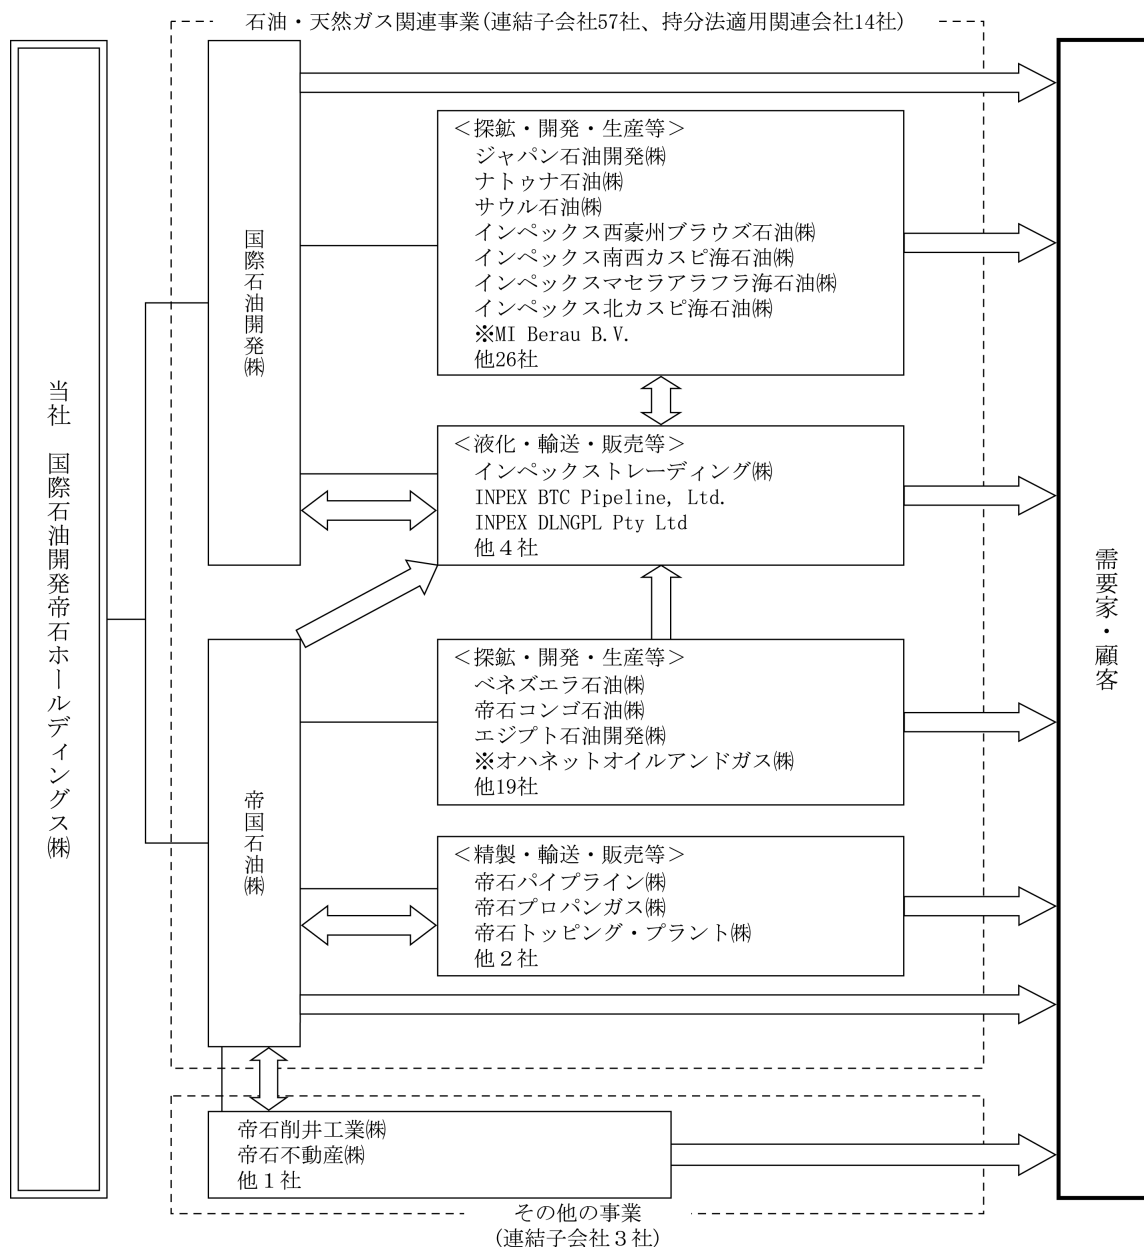 石油・天然ガス関連事業(連結子会社57社、持分法適用関連会社14社)
当社　国際石油開発帝石ホールディングス㈱
国際石油開発㈱
＜探鉱・開発・生産等＞
ジャパン石油開発㈱
ナトゥナ石油㈱
サウル石油㈱
インペックス西豪州ブラウズ石油㈱
インペックス南西カスピ海石油㈱
インペックスマセラアラフラ海石油㈱
インペックス北カスピ海石油㈱
※MI Berau B.V.
他26社
＜液化・輸送・販売等＞
インペックストレーディング㈱
INPEX BTC Pipeline, Ltd.
INPEX DLNGPL Pty Ltd
他４社
帝国石油㈱
＜探鉱・開発・生産等＞
ベネズエラ石油㈱
帝石コンゴ石油㈱
エジプト石油開発㈱
※オハネットオイルアンドガス㈱
他19社
＜精製・輸送・販売等＞
帝石パイプライン㈱
帝石プロパンガス㈱
帝石トッピング・プラント㈱
他２社
帝石削井工業㈱
帝石不動産㈱
他１社
その他の事業
(連結子会社３社)
需要家・顧客